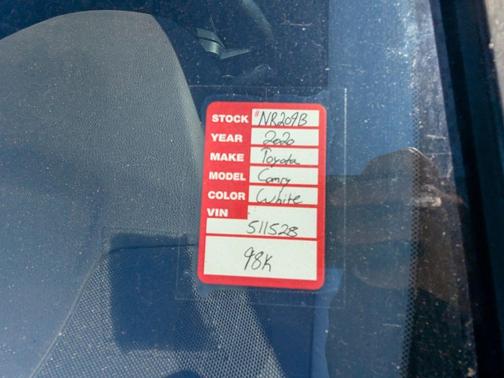 STOCK #NR209B
YEAR 2020
MAKE Toyota
MODEL Camry
COLOR White
VIN
511528
98K